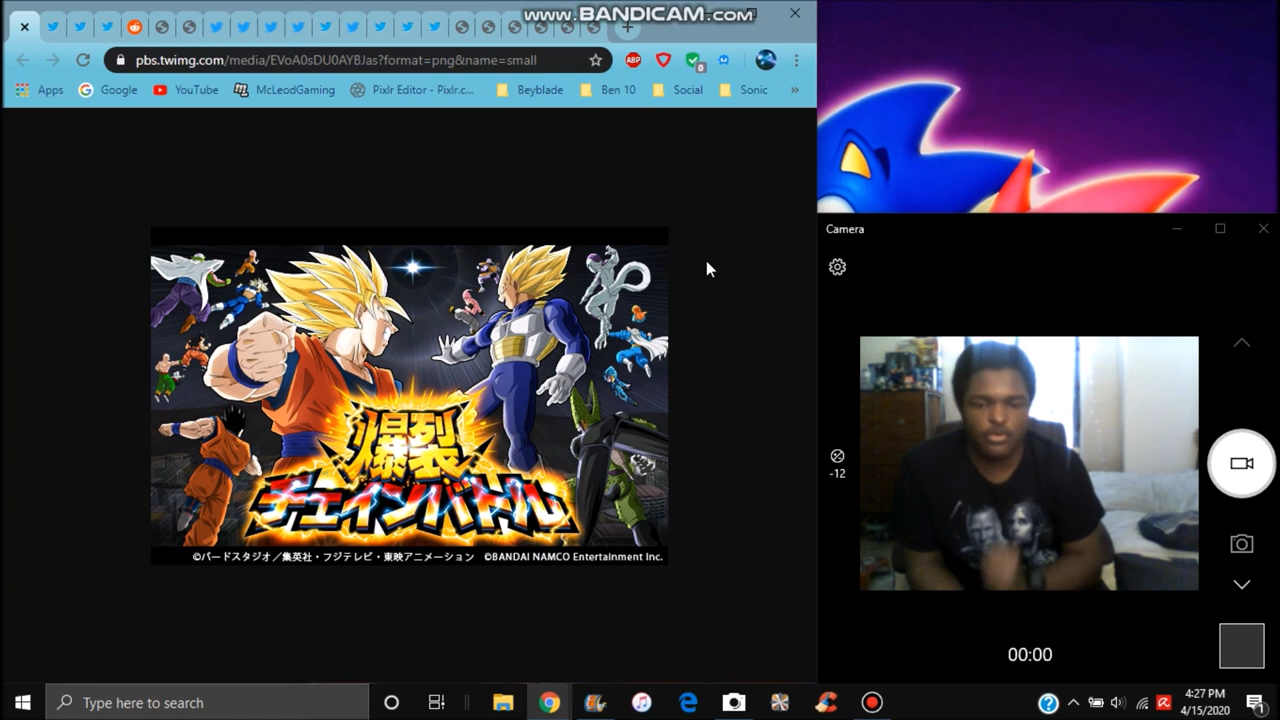 www.BANDICAM.com
pbs.twimg.com/media/EVoA0sDU0AYBJas?format=png&name=small
ABP
0
Apps
Google
YouTube
McLeodGaming
Pixlr Editor - Pixlr.c...
Beyblade
Ben 10
Social
Sonic
»
Camera
爆裂
チェインバトル
©バードスタジオ/集英社・フジテレビ・東映アニメーション ©BANDAI NAMCO Entertainment Inc.
-12
00:00
Type here to search
4:27 PM
4/15/2020
1